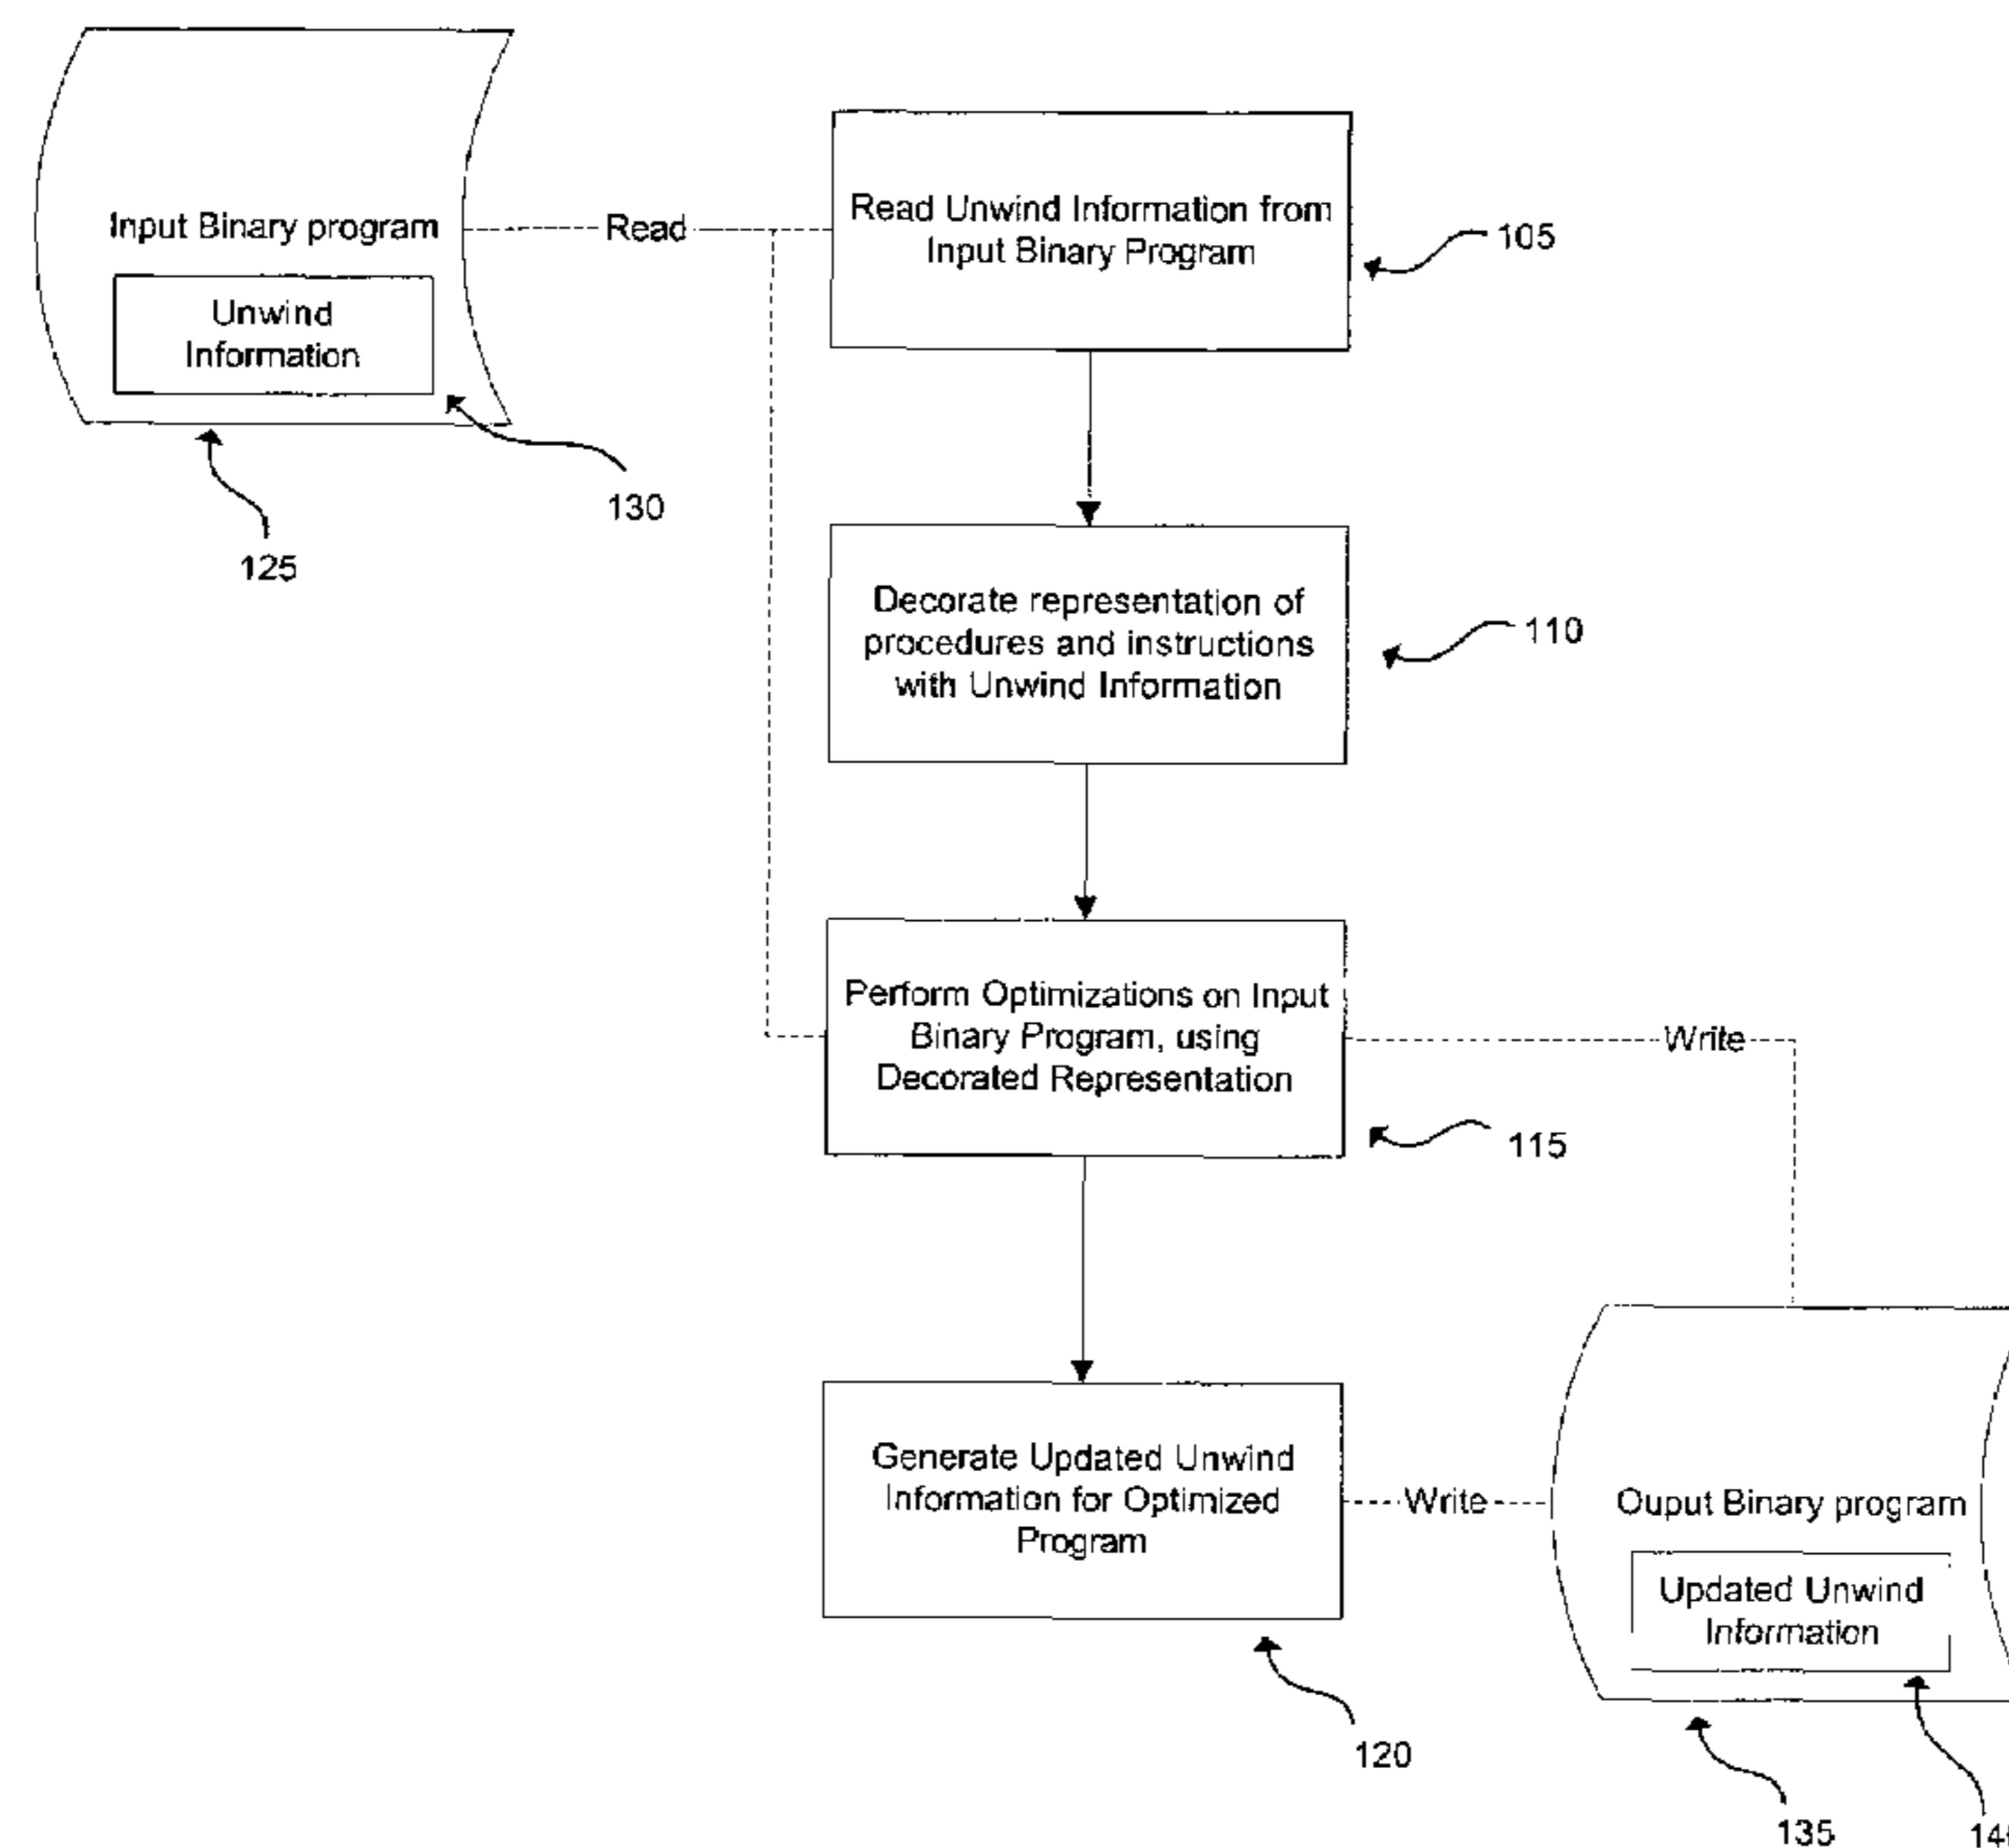 Input Binary program
Unwind
Information
125
130
Read
Read Unwind Information from
Input Binary Program
105
Decorate representation of
procedures and instructions
with Unwind Information
110
Perform Optimizations on Input
Binary Program, using
Decorated Representation
115
Write
Generate Updated Unwind
Information for Optimized
Program
120
Write
Ouput Binary program
Updated Unwind
Information
135